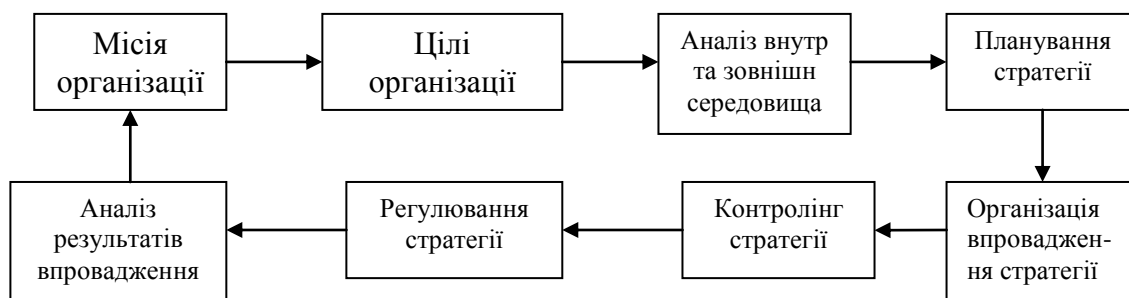 Місія
організації
Цілі
організації
Аналіз внутр
та зовнішн
середовища
Планування
стратегії
Організація
впроваджен-
ня стратегії
Контролінг
стратегії
Регулювання
стратегії
Аналіз
результатів
впровадження